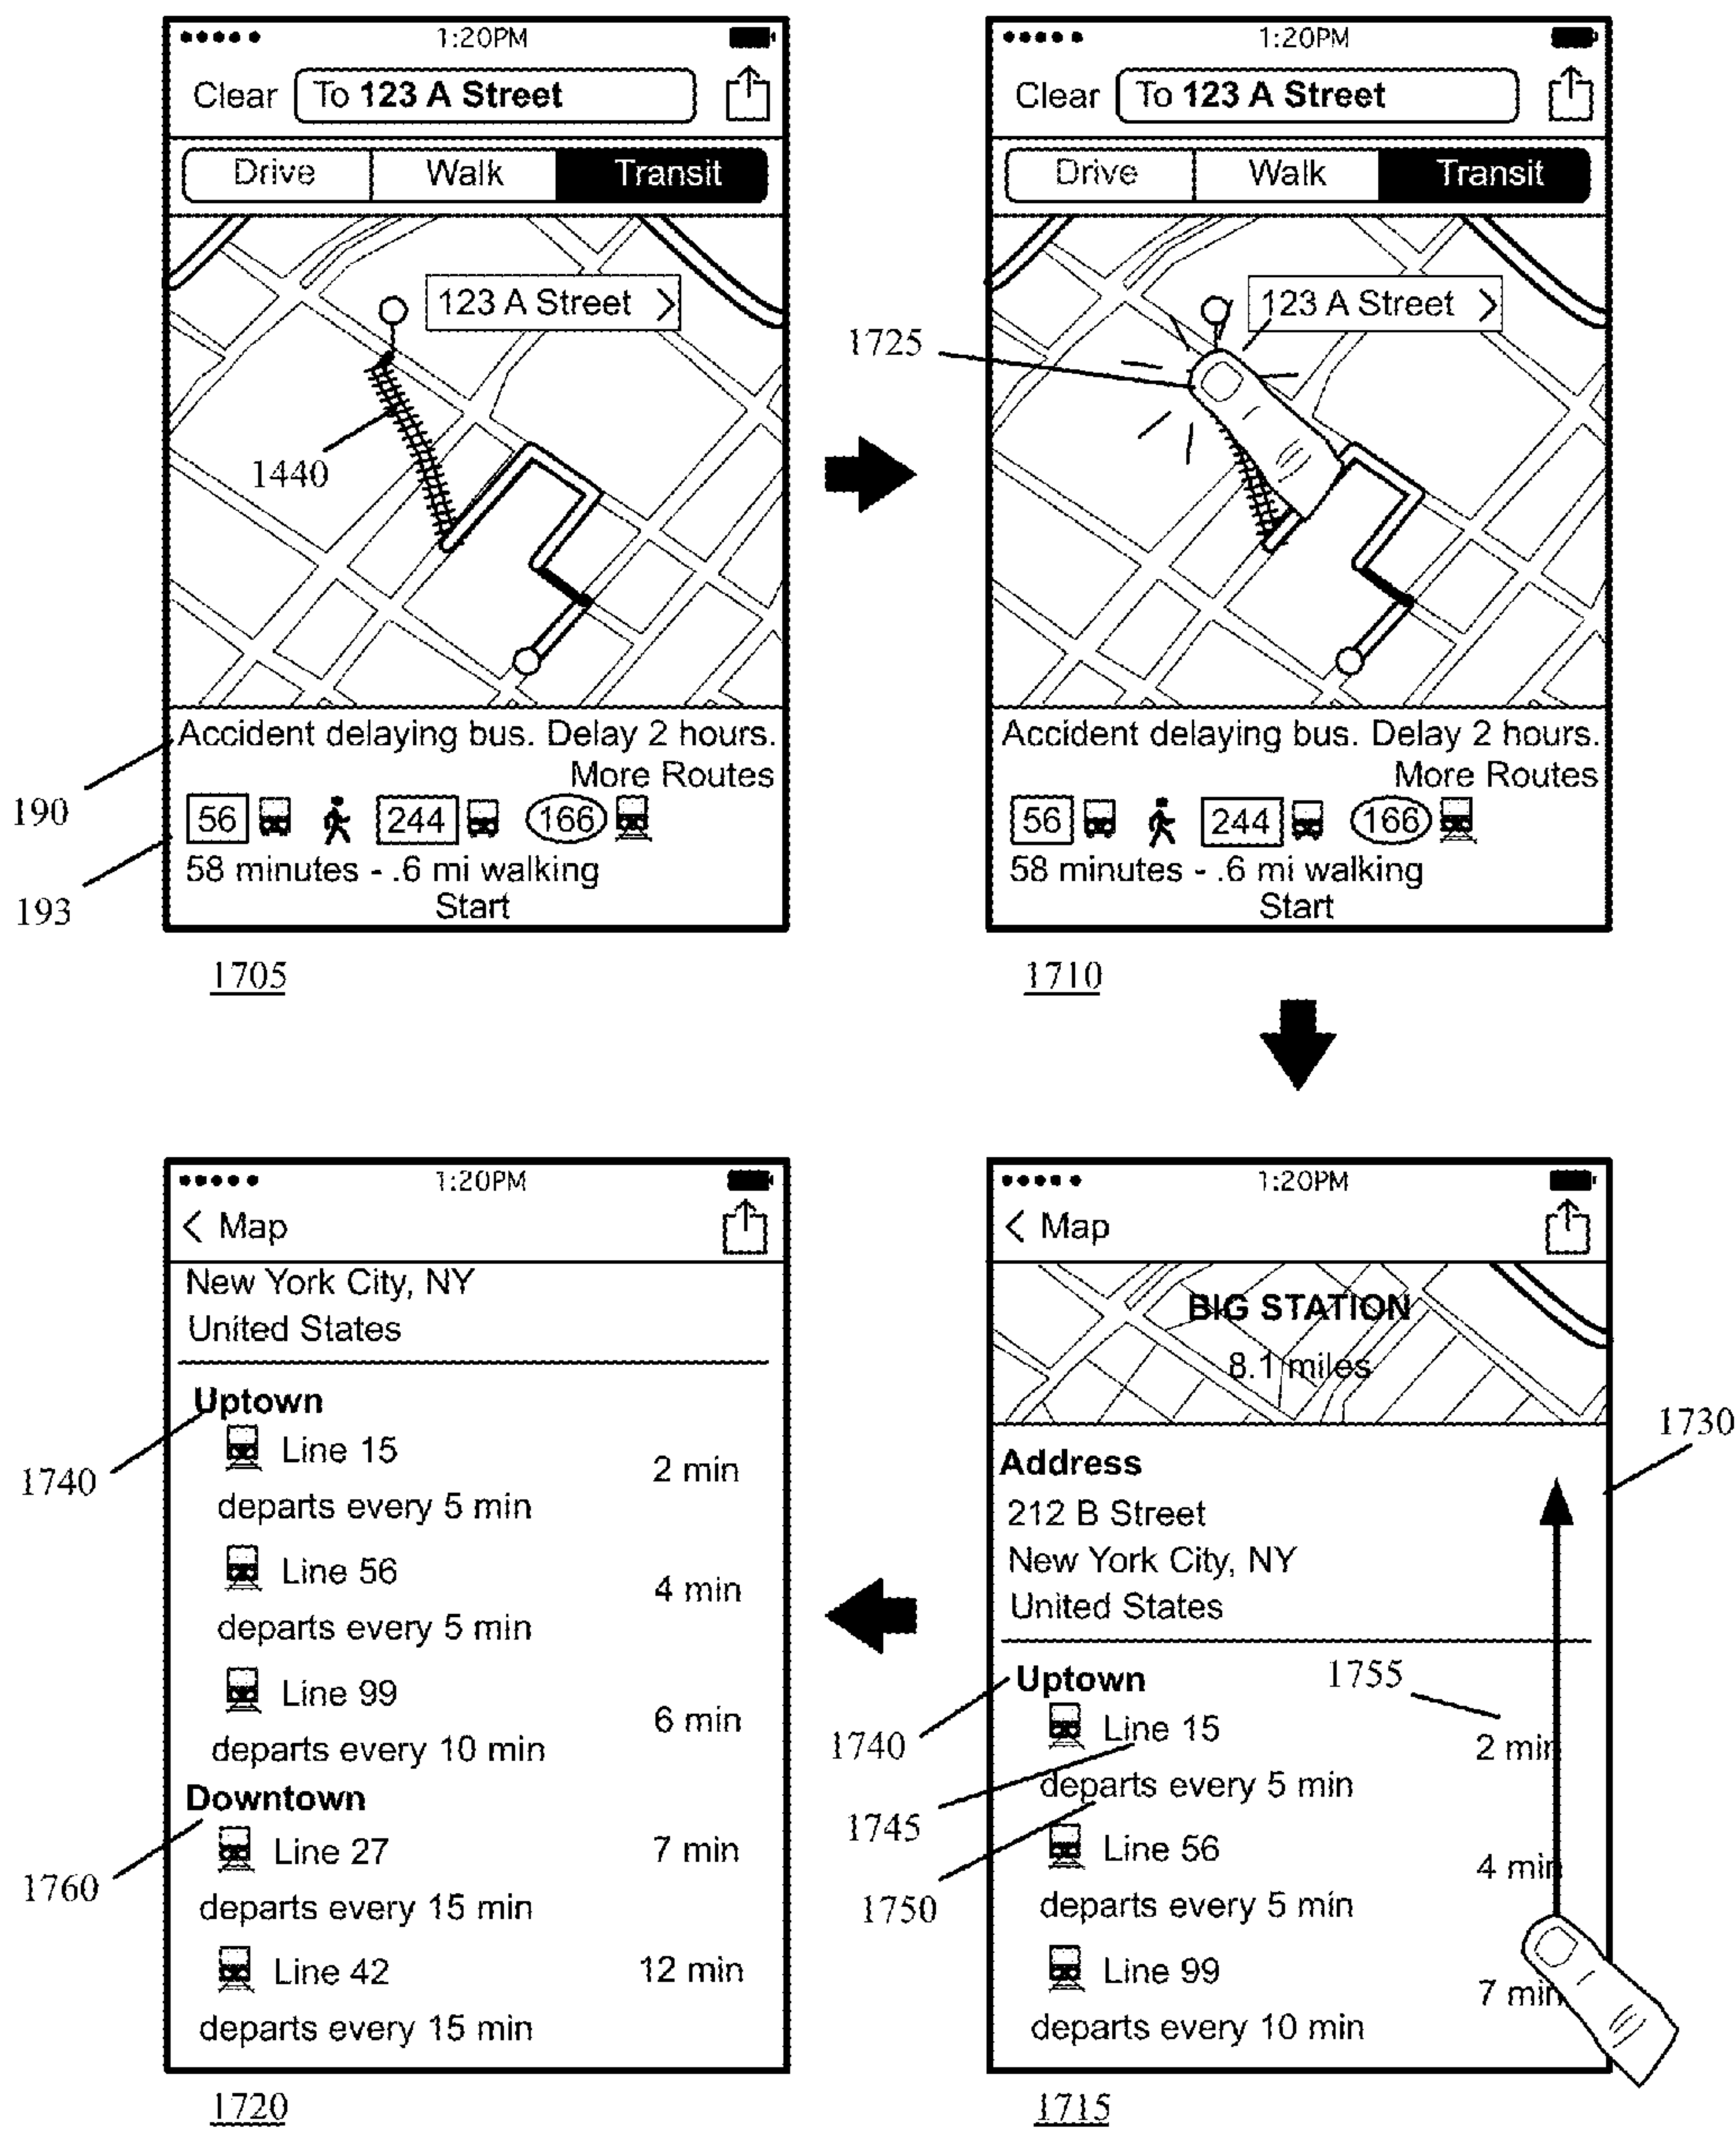 1:20PM
Clear To 123 A Street
Drive Walk Transit
123 A Street >
1440
Accident delaying bus. Delay 2 hours.
More Routes
190
56 244 166
58 minutes - .6 mi walking
Start
193
1705
1:20PM
Clear To 123 A Street
Drive Walk Transit
123 A Street >
1725
Accident delaying bus. Delay 2 hours.
More Routes
56 244 166
58 minutes - .6 mi walking
Start
1710
1:20PM
< Map
New York City, NY
United States
Uptown
1740
Line 15
2 min
departs every 5 min
Line 56
4 min
departs every 5 min
Line 99
6 min
departs every 10 min
Downtown
1760
Line 27 7 min
departs every 15 min
Line 42 12 min
departs every 15 min
1720
1:20PM
< Map
BIG STATION
8.1 miles
1730
Address
212 B Street
New York City, NY
United States
Uptown
1755
1740
Line 15
2 min
1745
departs every 5 min
Line 56
4 min
1750
departs every 5 min
Line 99
7 min
departs every 10 min
1715